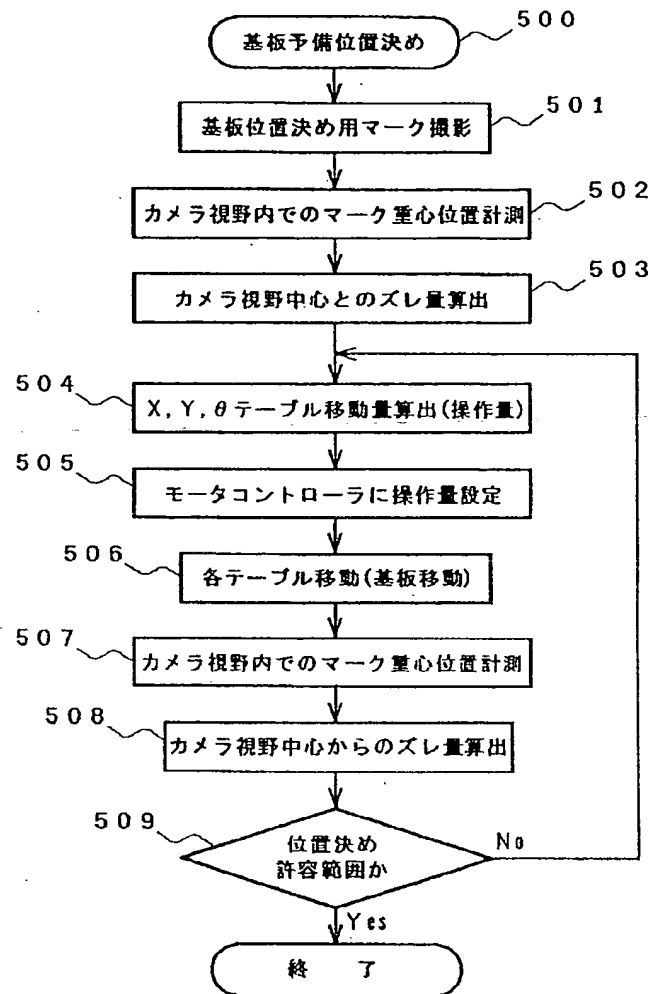 基板予備位置決め
500
基板位置決め用マーク撮影
501
カメラ視野内でのマーク重心位置計測
502
カメラ視野中心とのズレ量算出
503
504
X,Y,θテーブル移動量算出(操作量)
505
モータコントローラに操作量設定
506
各テーブル移動(基板移動)
507
カメラ視野内でのマーク重心位置計測
508
カメラ視野中心からのズレ量算出
509
位置決め
許容範囲か
No
Yes
終 了